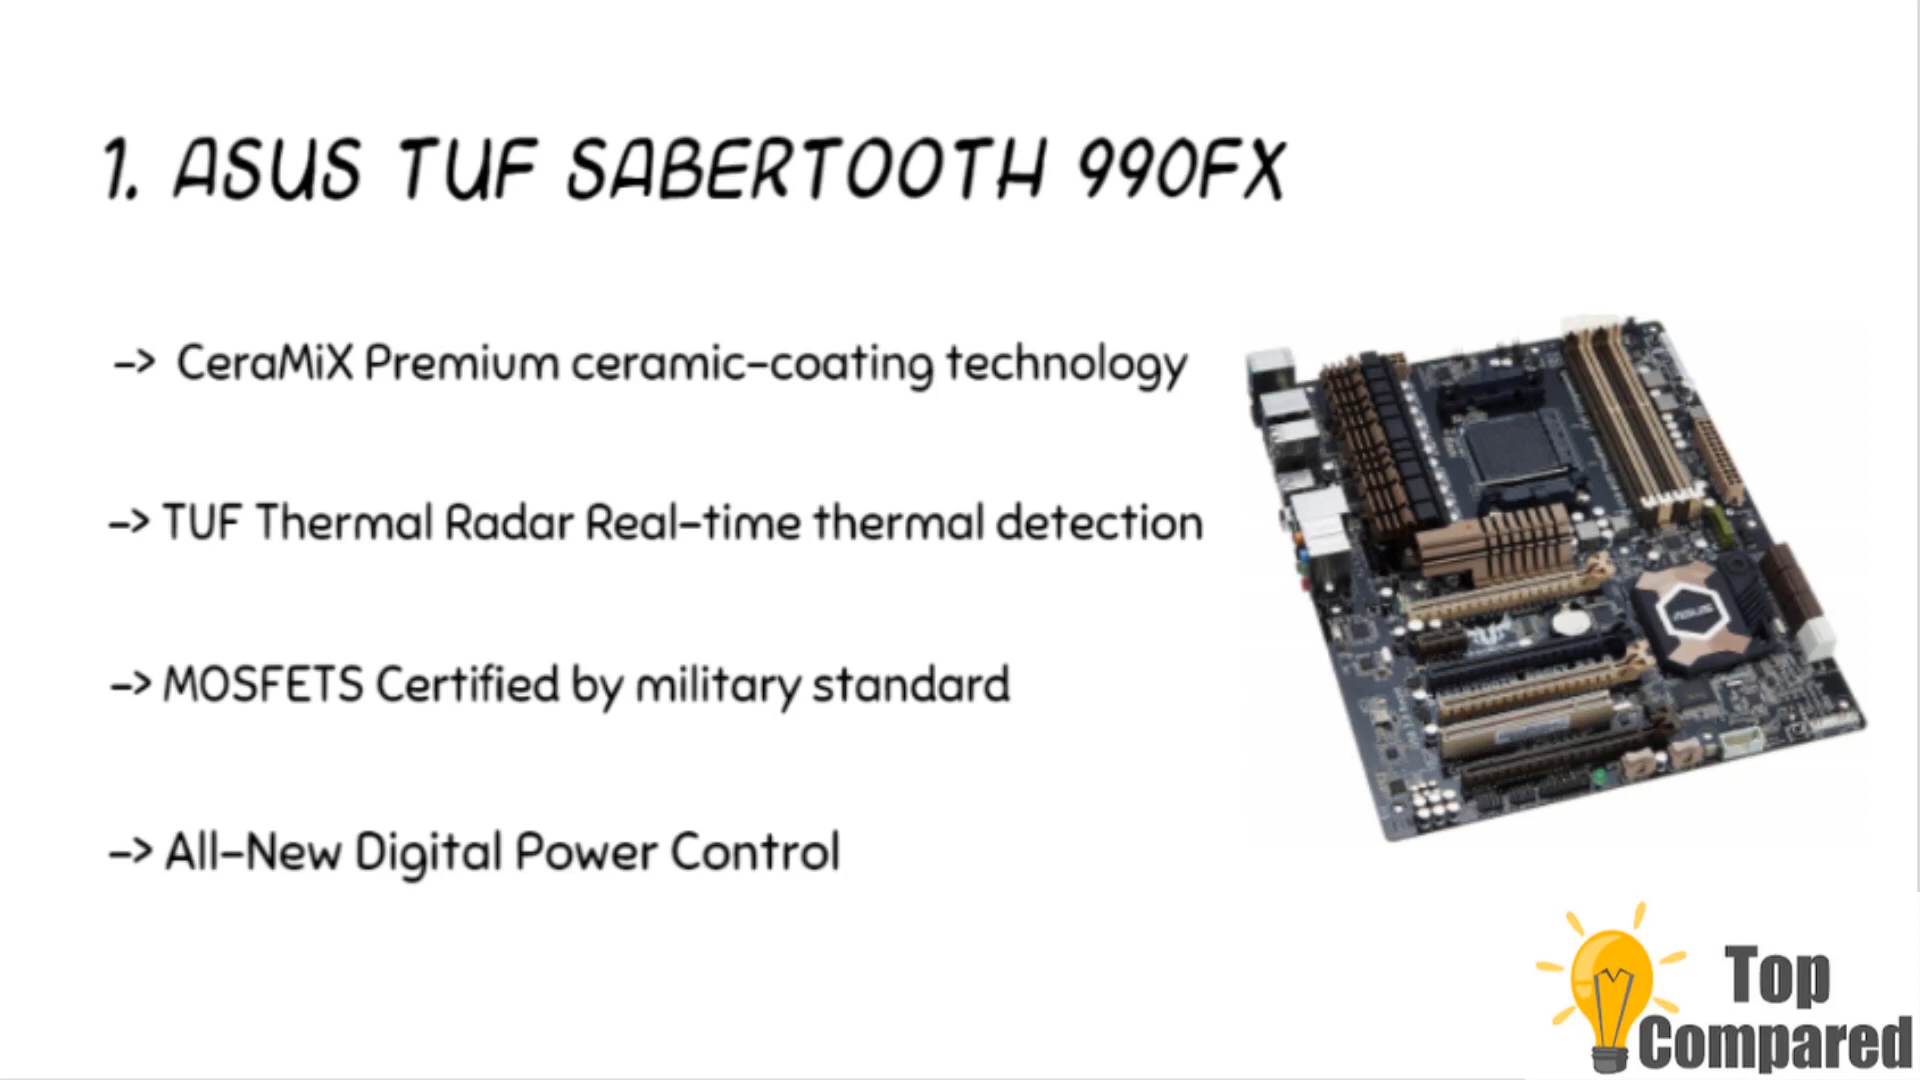 1. ASUS TUF SABERTOOTH 990FX
-> CeraMiX Premium ceramic-coating technology
-> TUF Thermal Radar Real-time thermal detection
-> MOSFETS Certified by military standard
-> All-New Digital Power Control
ASUS
Top
Compared